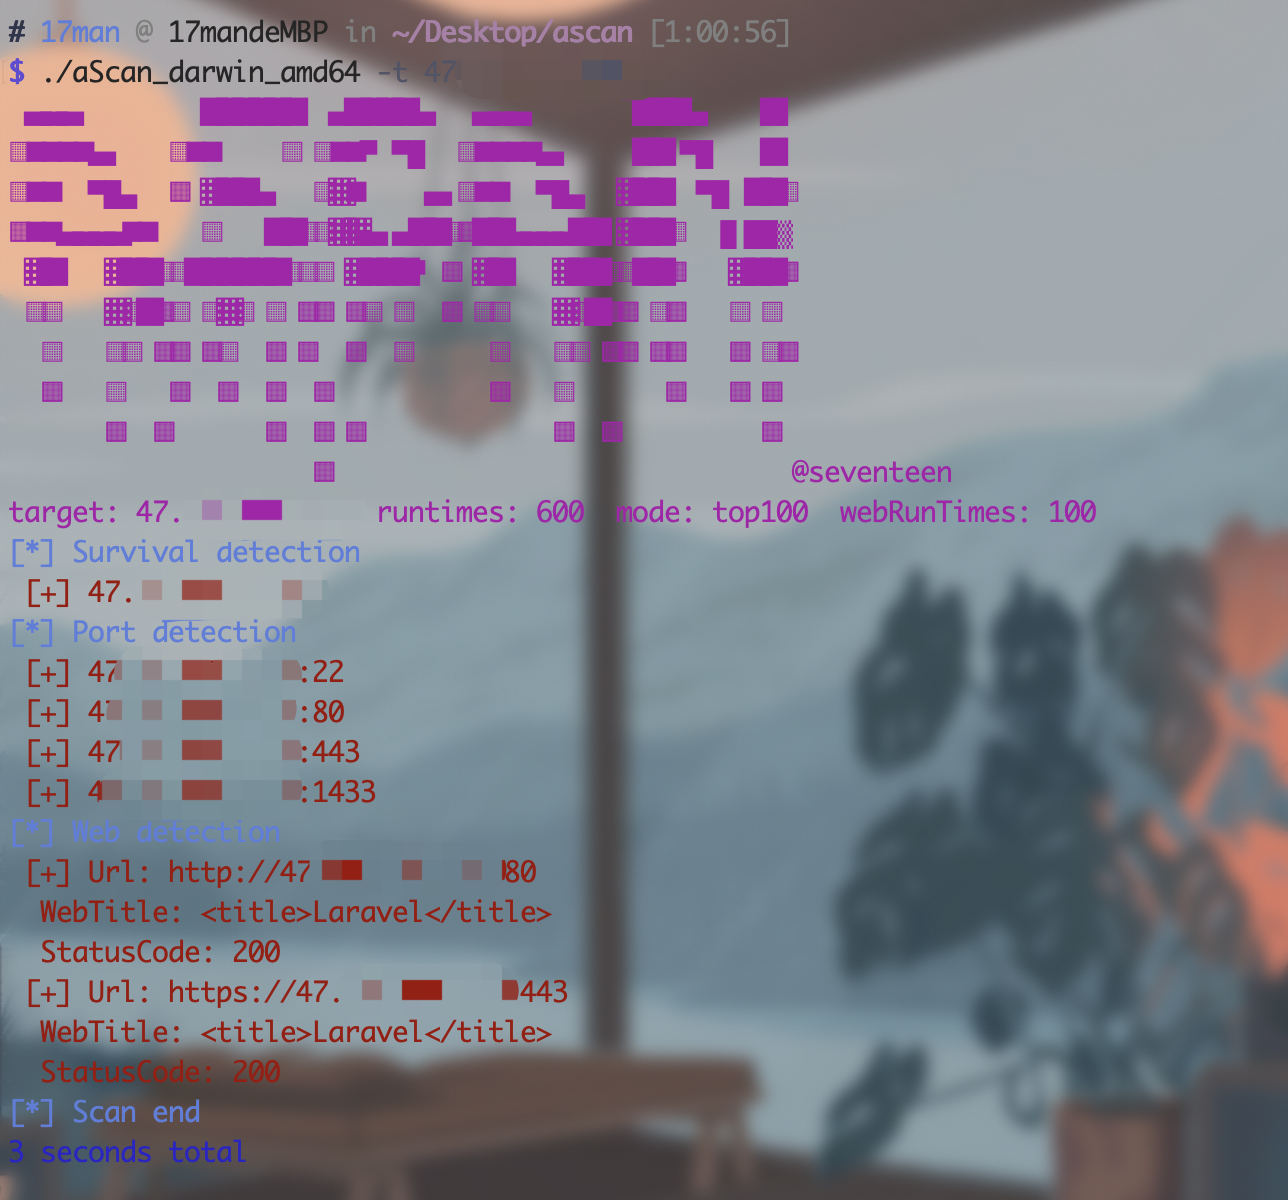 # 17man @ 17mandeMBP in ~/Desktop/ascan [1:00:56]
$ ./aScan_darwin_amd64 -t 47
@seventeen
target: 47. runtimes: 600 mode: top100 webRunTimes: 100
[*] Survival detection
[+] 47.
[*] Port detection
[+] 47 :22
[+] 4 :80
[+] 47 :443
[+] 4 :1433
[*] Web detection
[+] Url: http://47 80
WebTitle: <title>Laravel</title>
StatusCode: 200
[+] Url: https://47. 443
WebTitle: <title>Laravel</title>
StatusCode: 200
[*] Scan end
3 seconds total